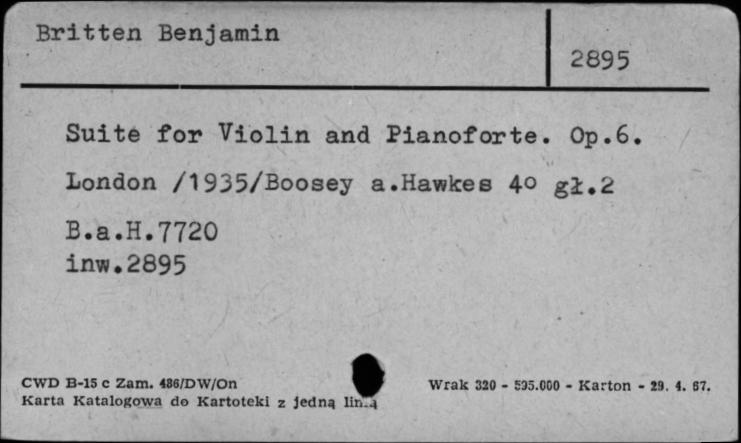 Britten Benjamin
2895
Suite for Violin and Pianoforte. Op.6.
London /1935/Boosey a.Hawkes 4o gł.2
B.a.H.7720
inw.2895
CWD B-15 c Zam. 486/DW/On
Wrak 320 - 595.000 - Karton - 29. 4. 67.
Karta Katalogowa do Kartoteki z jedną linią